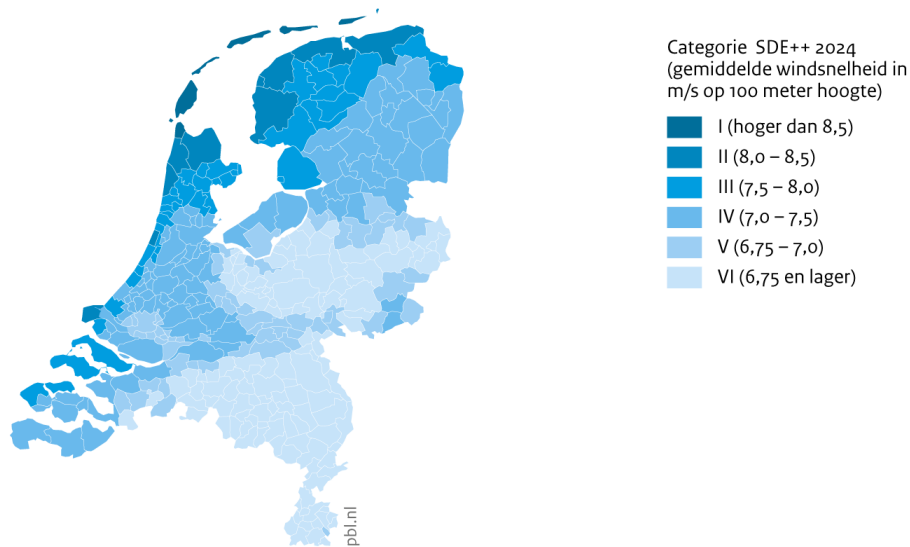 Categorie SDE++ 2024
(gemiddelde windsnelheid in
m/s op 100 meter hoogte)
I (hoger dan 8,5)
II (8,0 – 8,5)
III (7,5 – 8,0)
IV (7,0 – 7,5)
V (6,75 – 7,0)
VI (6,75 en lager)
pbl.nl